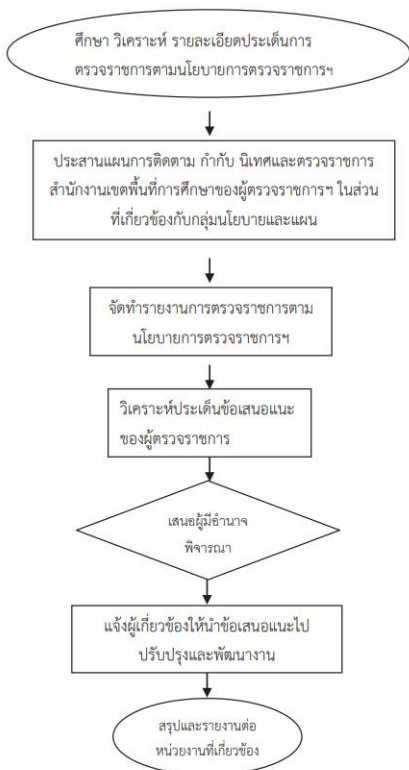 ศึกษา วิเคราะห์ รายละเอียดประเด็นการ
ตรวจราชการตามนโยบายการตรวจราชการฯ
ประสานแผนการติดตาม กำกับ นิเทศและตรวจราชการ
สำนักงานเขตพื้นที่การศึกษาของผู้ตรวจราชการฯ ในส่วน
ที่เกี่ยวข้องกับกลุ่มนโยบายและแผน
จัดทำรายงานการตรวจราชการตาม
นโยบายการตรวจราชการฯ
วิเคราะห์ประเด็นข้อเสนอแนะ
ของผู้ตรวจราชการ
เสนอผู้มีอำนาจ
พิจารณา
แจ้งผู้เกี่ยวข้องให้นำข้อเสนอแนะไป
ปรับปรุงและพัฒนางาน
สรุปและรายงานต่อ
หน่วยงานที่เกี่ยวข้อง